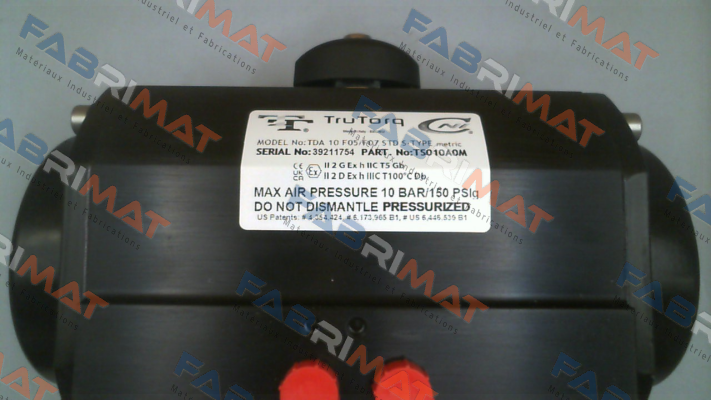 TruTorq
MODEL No:TDA 10 F05/F07 STD S-TYPE metric
SERIAL No:39211754 PART. No:TS010A0M
II 2 G Ex h IIC T5 Gb
II 2 D Ex h IIIC T100°C Db
MAX AIR PRESSURE 10 BAR/150 PSIg
DO NOT DISMANTLE PRESSURIZED
FABRIMAT
Matériaux Industriel et Fabrications